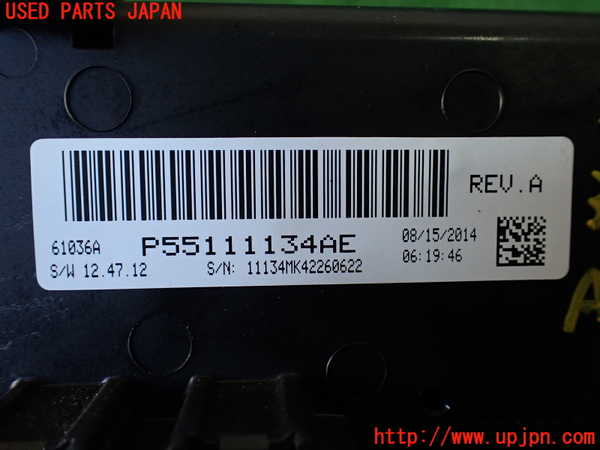 USED PARTS JAPAN
REV.A
61036A P55111134AE 08/15/2014
S/W 12.47.12 S/N: 11134MK42260622 06:19:46
A
http://www.upjpn.com/